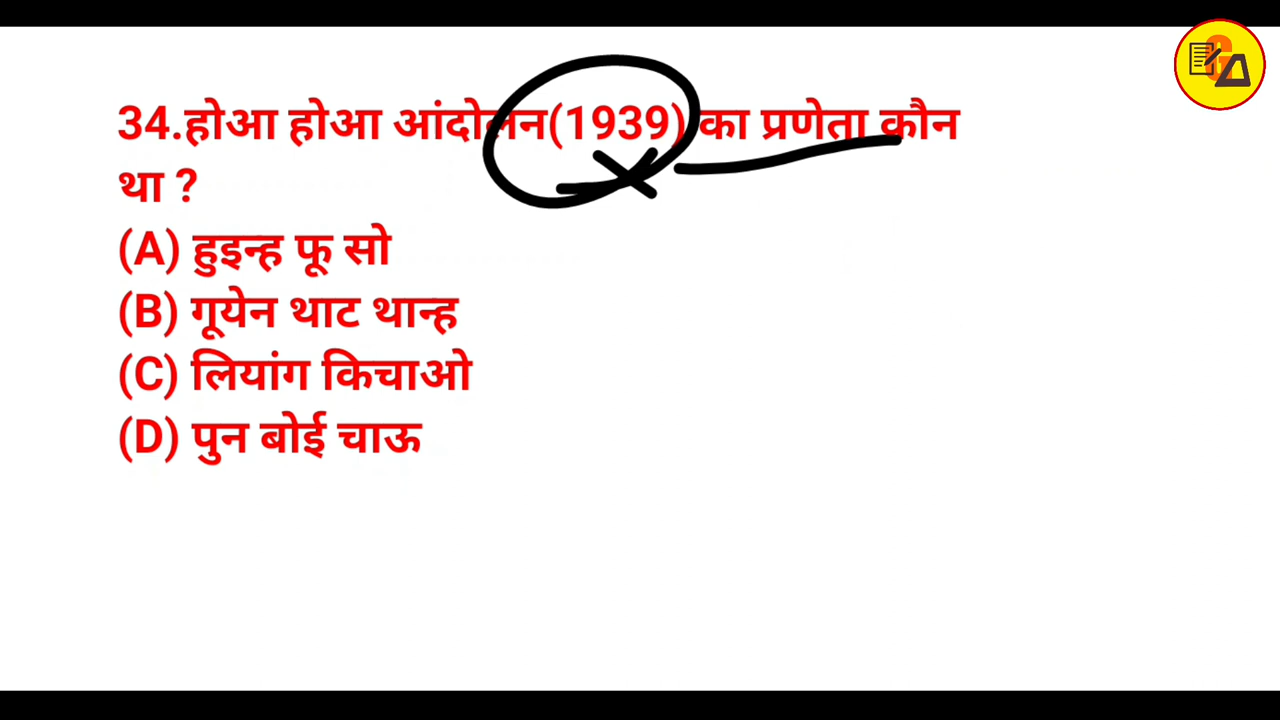 34.होआ होआ आंदोलन(1939) का प्रणेता कौन
था ?
(A) हुइन्ह फू सो
(B) गूयेन थाट थान्ह
(C) लियांग किचाओ
(D) पुन बोई चाऊ